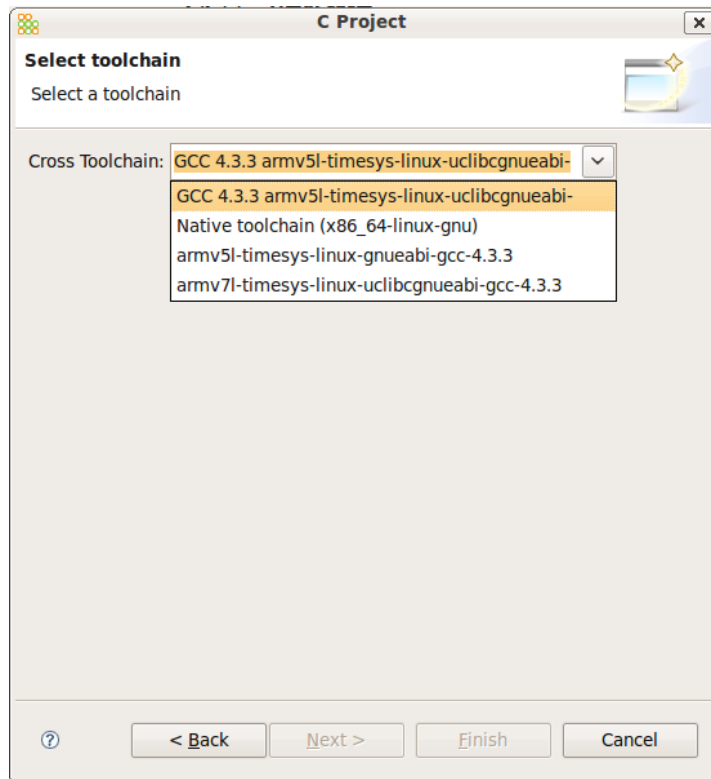 C Project
Select toolchain
Select a toolchain
Cross Toolchain: GCC 4.3.3 armv5l-timesys-linux-uclibcgnueabi-
GCC 4.3.3 armv5l-timesys-linux-uclibcgnueabi-
Native toolchain (x86_64-linux-gnu)
armv5l-timesys-linux-gnueabi-gcc-4.3.3
armv7l-timesys-linux-uclibcgnueabi-gcc-4.3.3
? < Back Next > Finish Cancel